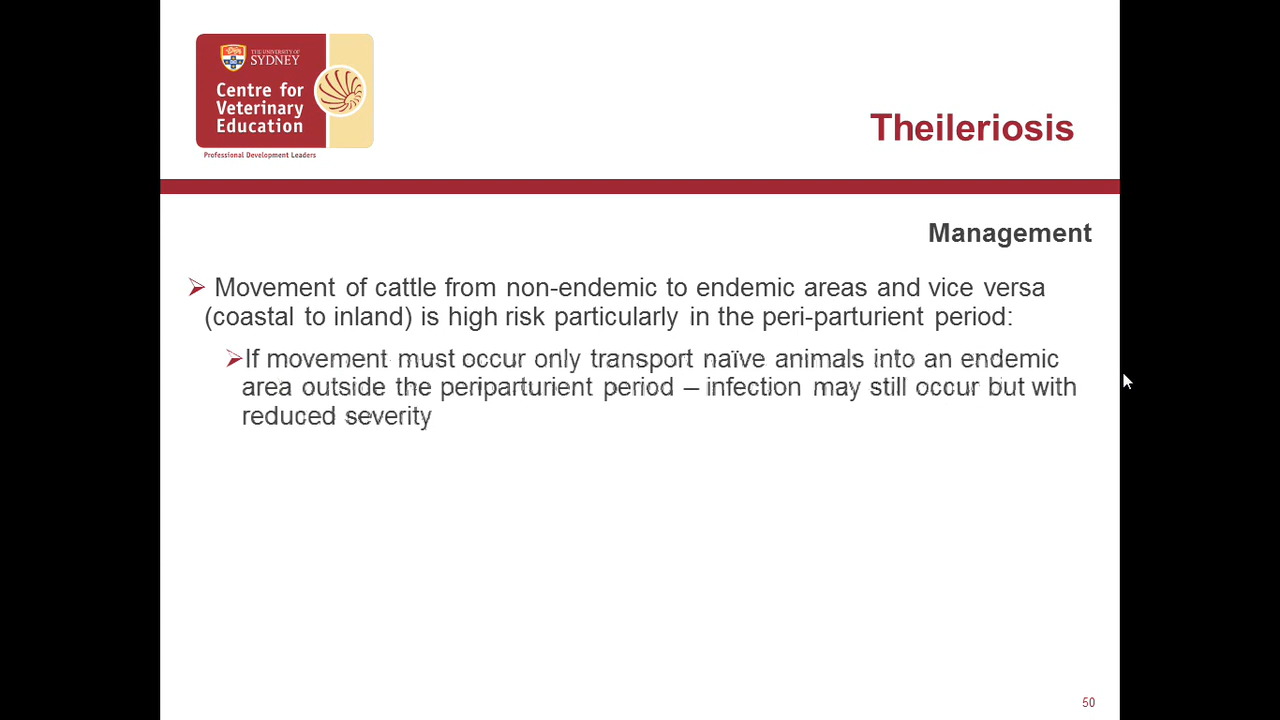 THE UNIVERSITY OF
SYDNEY
Centre for
Veterinary
Education
Professional Development Leaders
Theileriosis
Management
Movement of cattle from non-endemic to endemic areas and vice versa
(coastal to inland) is high risk particularly in the peri-parturient period:
If movement must occur only transport naïve animals into an endemic
area outside the periparturient period – infection may still occur but with
reduced severity
50